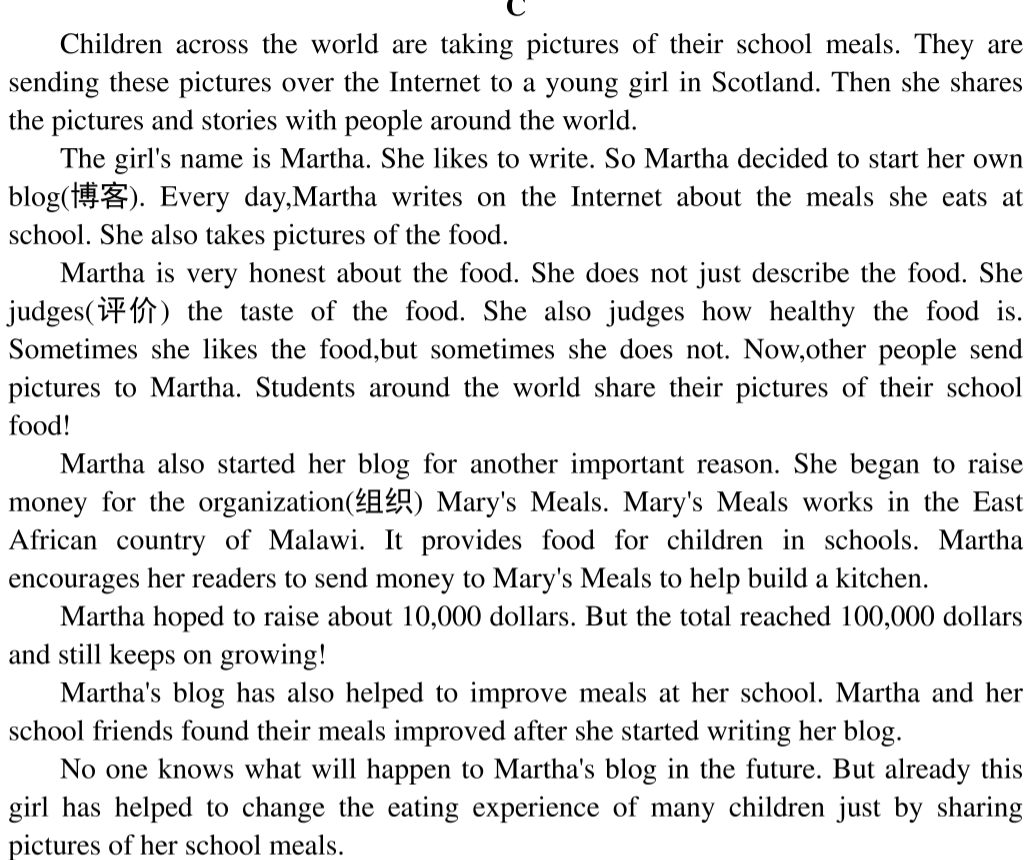 C
Children across the world are taking pictures of their school meals. They are
sending these pictures over the Internet to a young girl in Scotland. Then she shares
the pictures and stories with people around the world.
The girl's name is Martha. She likes to write. So Martha decided to start her own
blog(博客). Every day,Martha writes on the Internet about the meals she eats at
school. She also takes pictures of the food.
Martha is very honest about the food. She does not just describe the food. She
judges(评价) the taste of the food. She also judges how healthy the food is.
Sometimes she likes the food,but sometimes she does not. Now,other people send
pictures to Martha. Students around the world share their pictures of their school
food!
Martha also started her blog for another important reason. She began to raise
money for the organization(组织) Mary's Meals. Mary's Meals works in the East
African country of Malawi. It provides food for children in schools. Martha
encourages her readers to send money to Mary's Meals to help build a kitchen.
Martha hoped to raise about 10,000 dollars. But the total reached 100,000 dollars
and still keeps on growing!
Martha's blog has also helped to improve meals at her school. Martha and her
school friends found their meals improved after she started writing her blog.
No one knows what will happen to Martha's blog in the future. But already this
girl has helped to change the eating experience of many children just by sharing
pictures of her school meals.